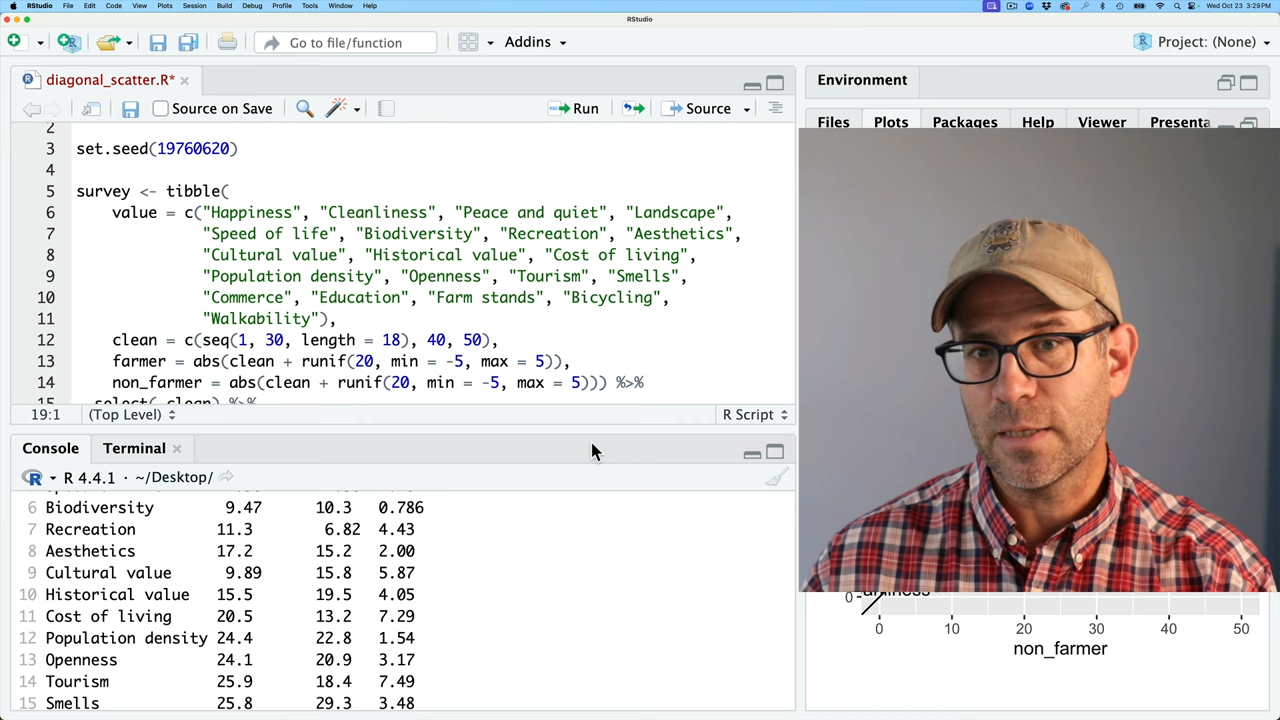 RStudio File Edit Code View Plots Session Build Debug Profile Tools Window Help
Wed Oct 23 3:29 PM
RStudio
Go to file/function
Addins
Project: (None)
diagonal_scatter.R*
Source on Save
Run
Source
2
3 set.seed(19760620)
4
5 survey <- tibble(
6 value = c("Happiness", "Cleanliness", "Peace and quiet", "Landscape",
7 "Speed of life", "Biodiversity", "Recreation", "Aesthetics",
8 "Cultural value", "Historical value", "Cost of living",
9 "Population density", "Openness", "Tourism", "Smells",
10 "Commerce", "Education", "Farm stands", "Bicycling",
11 "Walkability"),
12 clean = c(seq(1, 30, length = 18), 40, 50),
13 farmer = abs(clean + runif(20, min = -5, max = 5)),
14 non_farmer = abs(clean + runif(20, min = -5, max = 5))) %>%
15 select(-clean) %>%
19:1 (Top Level) R Script
Console Terminal
R 4.4.1 · ~/Desktop/
6 Biodiversity 9.47 10.3 0.786
7 Recreation 11.3 6.82 4.43
8 Aesthetics 17.2 15.2 2.00
9 Cultural value 9.89 15.8 5.87
10 Historical value 15.5 19.5 4.05
11 Cost of living 20.5 13.2 7.29
12 Population density 24.4 22.8 1.54
13 Openness 24.1 20.9 3.17
14 Tourism 25.9 18.4 7.49
15 Smells 25.8 29.3 3.48
Environment
Files Plots Packages Help Viewer Presenta
0
0 10 20 30 40 50
non_farmer